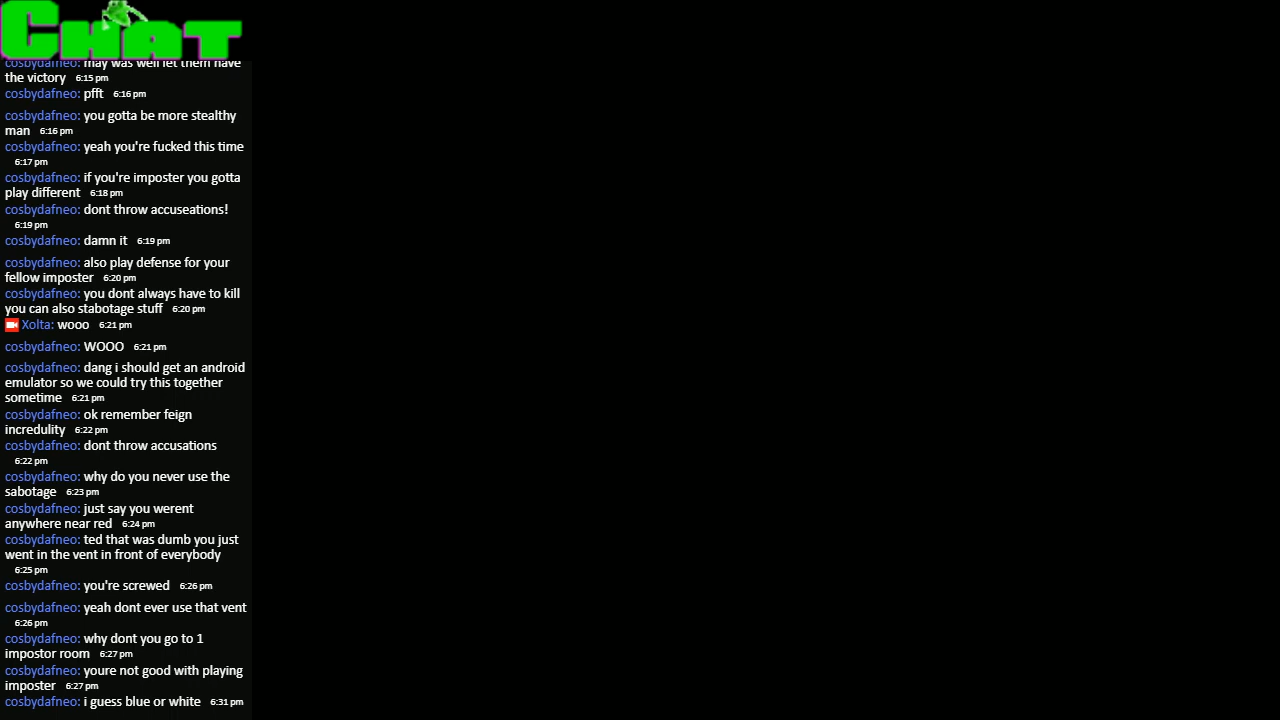 Chat
cosbydafneo: may was well let them have
the victory 6:15 pm
cosbydafneo: pfft 6:16 pm
cosbydafneo: you gotta be more stealthy
man 6:16 pm
cosbydafneo: yeah you're fucked this time
6:17 pm
cosbydafneo: if you're imposter you gotta
play different 6:18 pm
cosbydafneo: dont throw accuseations!
6:19 pm
cosbydafneo: damn it 6:19 pm
cosbydafneo: also play defense for your
fellow imposter 6:20 pm
cosbydafneo: you dont always have to kill
you can also stabotage stuff 6:20 pm
Xolta: wooo 6:21 pm
cosbydafneo: WOOO 6:21 pm
cosbydafneo: dang i should get an android
emulator so we could try this together
sometime 6:21 pm
cosbydafneo: ok remember feign
incredulity 6:22 pm
cosbydafneo: dont throw accusations
6:22 pm
cosbydafneo: why do you never use the
sabotage 6:23 pm
cosbydafneo: just say you werent
anywhere near red 6:24 pm
cosbydafneo: ted that was dumb you just
went in the vent in front of everybody
6:25 pm
cosbydafneo: you're screwed 6:26 pm
cosbydafneo: yeah dont ever use that vent
6:26 pm
cosbydafneo: why dont you go to 1
impostor room 6:27 pm
cosbydafneo: youre not good with playing
imposter 6:27 pm
cosbydafneo: i guess blue or white 6:31 pm